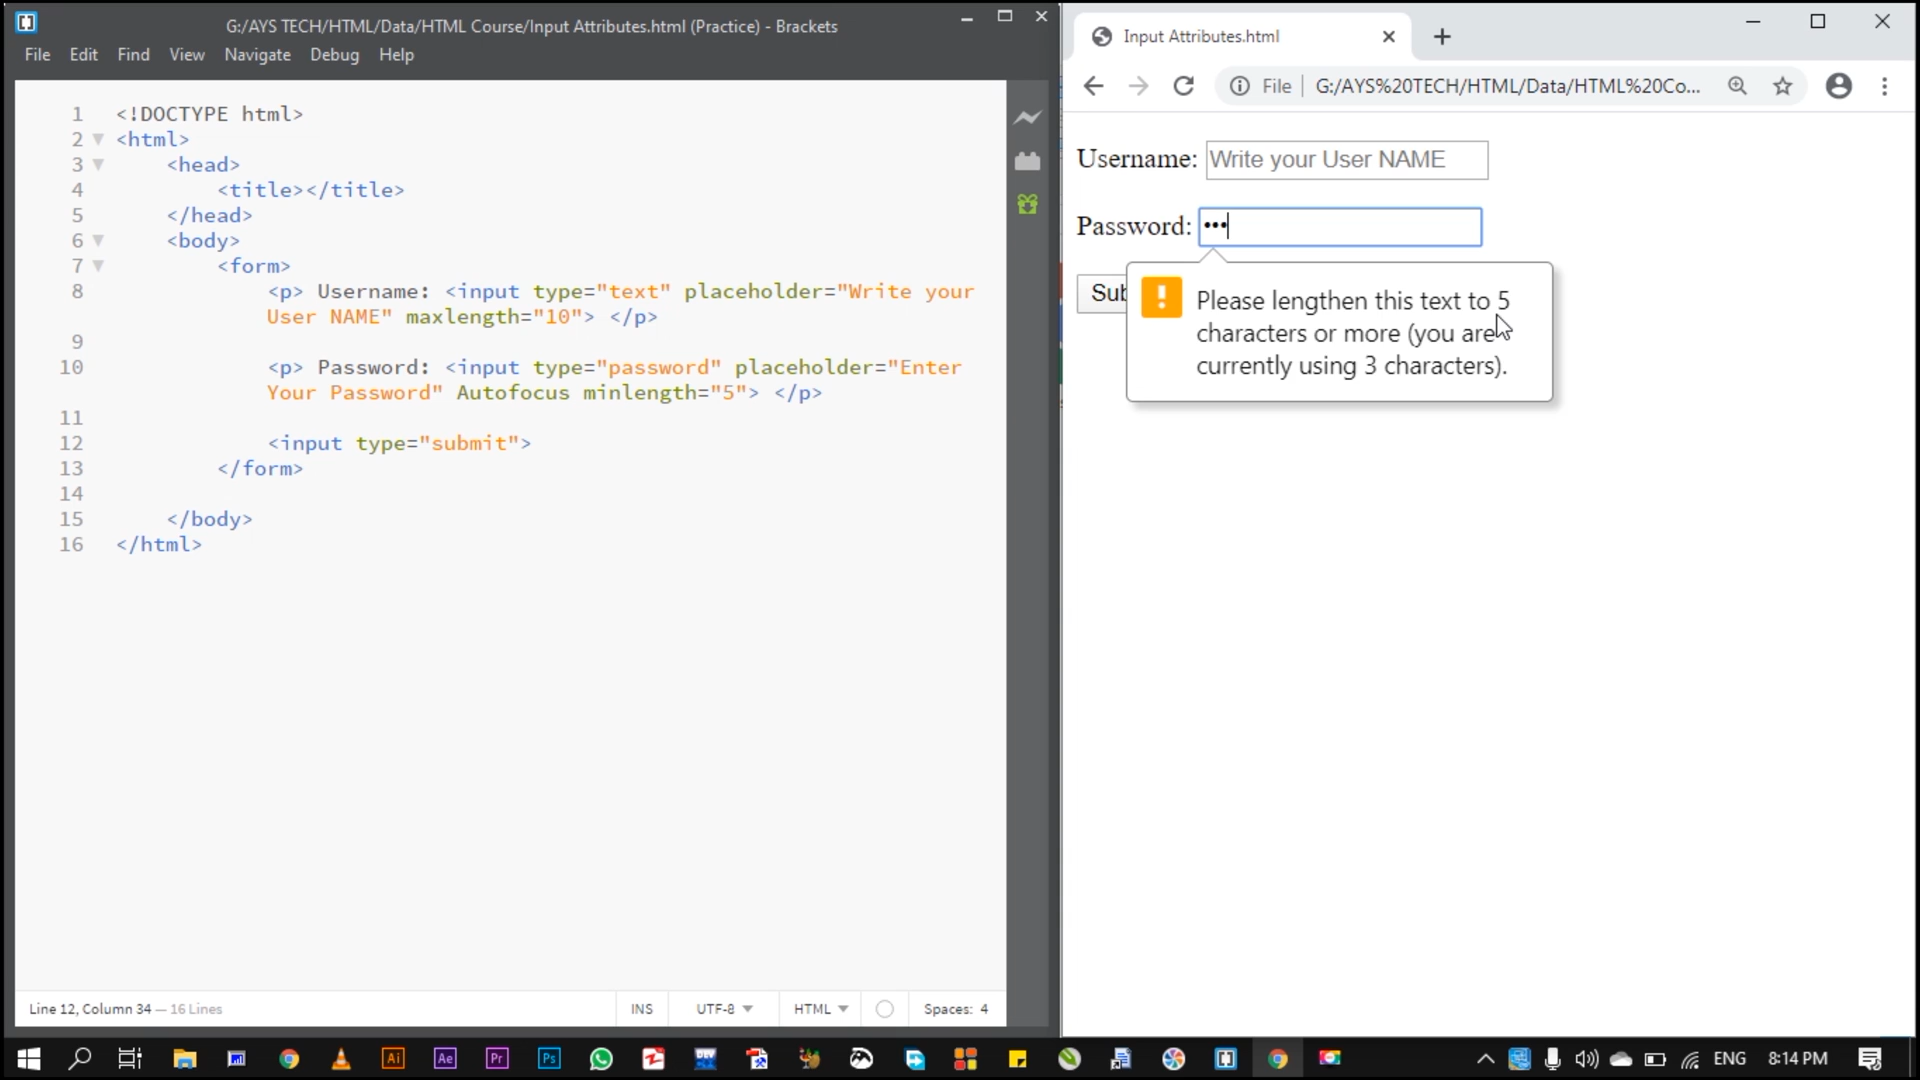 G:/AYS TECH/HTML/Data/HTML Course/Input Attributes.html (Practice) - Brackets
File Edit Find View Navigate Debug Help
1 <!DOCTYPE html>
2 <html>
3 <head>
4 <title></title>
5 </head>
6 <body>
7 <form>
8 <p> Username: <input type="text" placeholder="Write your
User NAME" maxlength="10"> </p>
9
10 <p> Password: <input type="password" placeholder="Enter
Your Password" Autofocus minlength="5"> </p>
11
12 <input type="submit">
13 </form>
14
15 </body>
16 </html>
Line 12, Column 34 — 16 Lines
INS UTF-8 HTML Spaces: 4
Input Attributes.html
File G:/AYS%20TECH/HTML/Data/HTML%20Co...
Username: Write your User NAME
Password: •••
Sub
Please lengthen this text to 5
characters or more (you are
currently using 3 characters).
Ai Ae Pr Ps DEV
ENG 8:14 PM